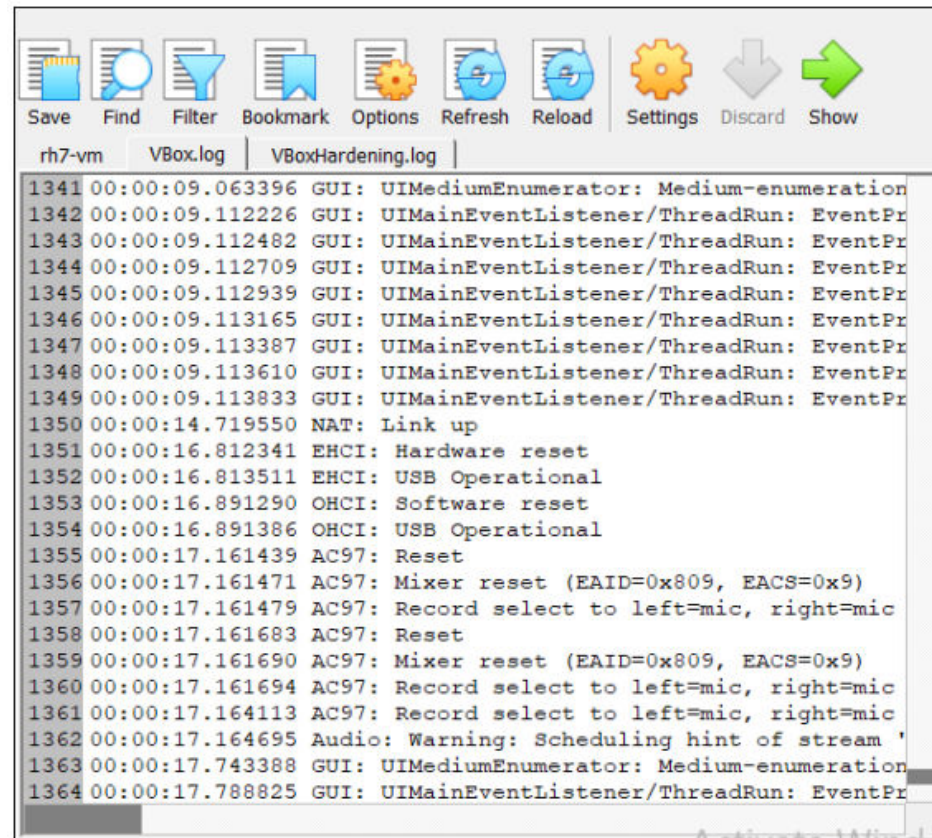 Save Find Filter Bookmark Options Refresh Reload Settings Discard Show
rh7-vm VBox.log VBoxHardening.log
1341 00:00:09.063396 GUI: UIMediumEnumerator: Medium-enumeration
1342 00:00:09.112226 GUI: UIMainEventListener/ThreadRun: EventPr
1343 00:00:09.112482 GUI: UIMainEventListener/ThreadRun: EventPr
1344 00:00:09.112709 GUI: UIMainEventListener/ThreadRun: EventPr
1345 00:00:09.112939 GUI: UIMainEventListener/ThreadRun: EventPr
1346 00:00:09.113165 GUI: UIMainEventListener/ThreadRun: EventPr
1347 00:00:09.113387 GUI: UIMainEventListener/ThreadRun: EventPr
1348 00:00:09.113610 GUI: UIMainEventListener/ThreadRun: EventPr
1349 00:00:09.113833 GUI: UIMainEventListener/ThreadRun: EventPr
1350 00:00:14.719550 NAT: Link up
1351 00:00:16.812341 EHCI: Hardware reset
1352 00:00:16.813511 EHCI: USB Operational
1353 00:00:16.891290 OHCI: Software reset
1354 00:00:16.891386 OHCI: USB Operational
1355 00:00:17.161439 AC97: Reset
1356 00:00:17.161471 AC97: Mixer reset (EAID=0x809, EACS=0x9)
1357 00:00:17.161479 AC97: Record select to left=mic, right=mic
1358 00:00:17.161683 AC97: Reset
1359 00:00:17.161690 AC97: Mixer reset (EAID=0x809, EACS=0x9)
1360 00:00:17.161694 AC97: Record select to left=mic, right=mic
1361 00:00:17.164113 AC97: Record select to left=mic, right=mic
1362 00:00:17.164695 Audio: Warning: Scheduling hint of stream '
1363 00:00:17.743388 GUI: UIMediumEnumerator: Medium-enumeration
1364 00:00:17.788825 GUI: UIMainEventListener/ThreadRun: EventPr